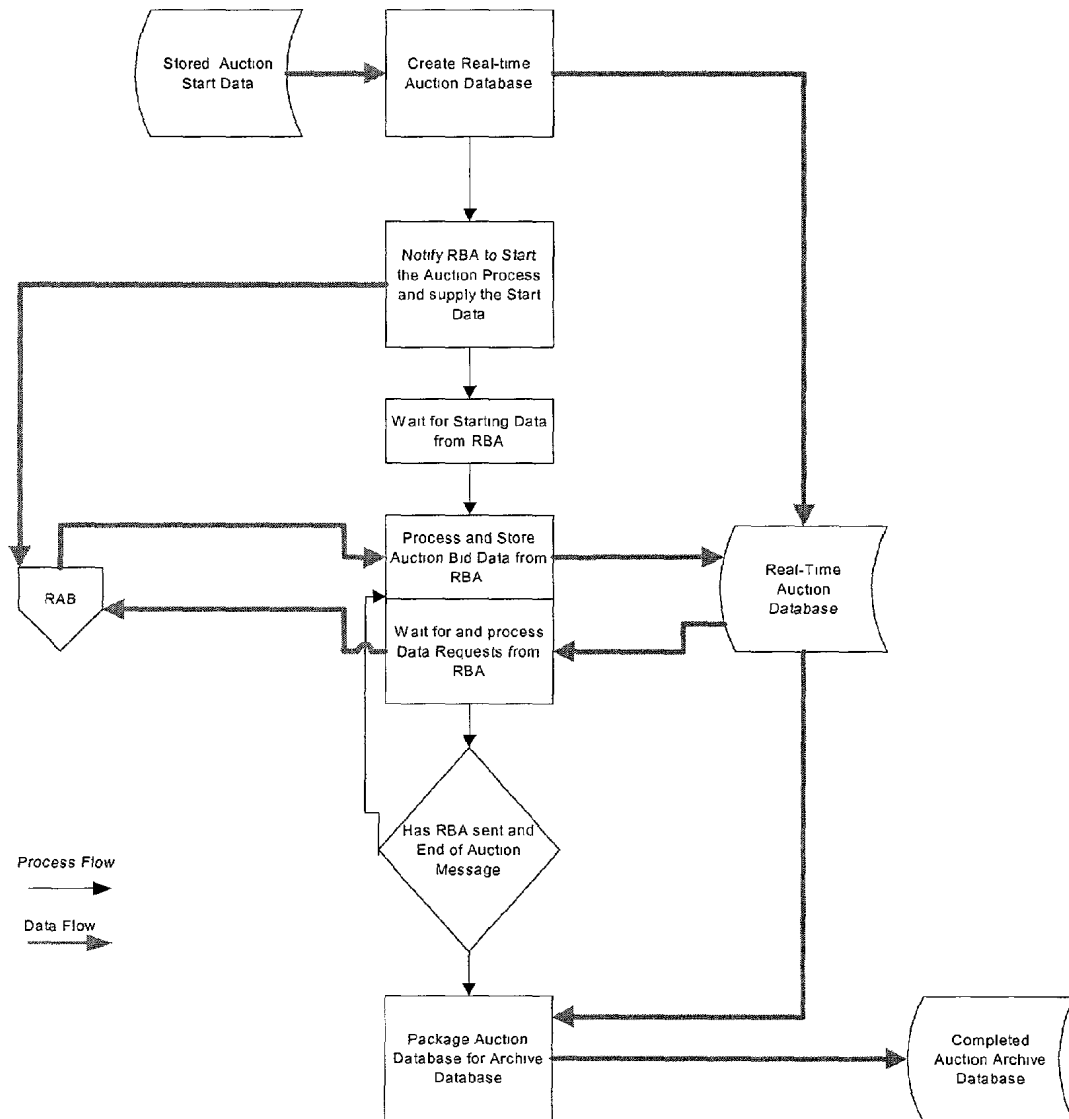 Stored Auction
Start Data
Create Real-time
Auction Database
Notify RBA to Start
the Auction Process
and supply the Start
Data
Wait for Starting Data
from RBA
Process and Store
Auction Bid Data from
RBA
RAB
Real-Time
Auction
Database
Wait for and process
Data Requests from
RBA
Has RBA sent and
End of Auction
Message
Process Flow
Data Flow
Package Auction
Database for Archive
Database
Completed
Auction Archive
Database